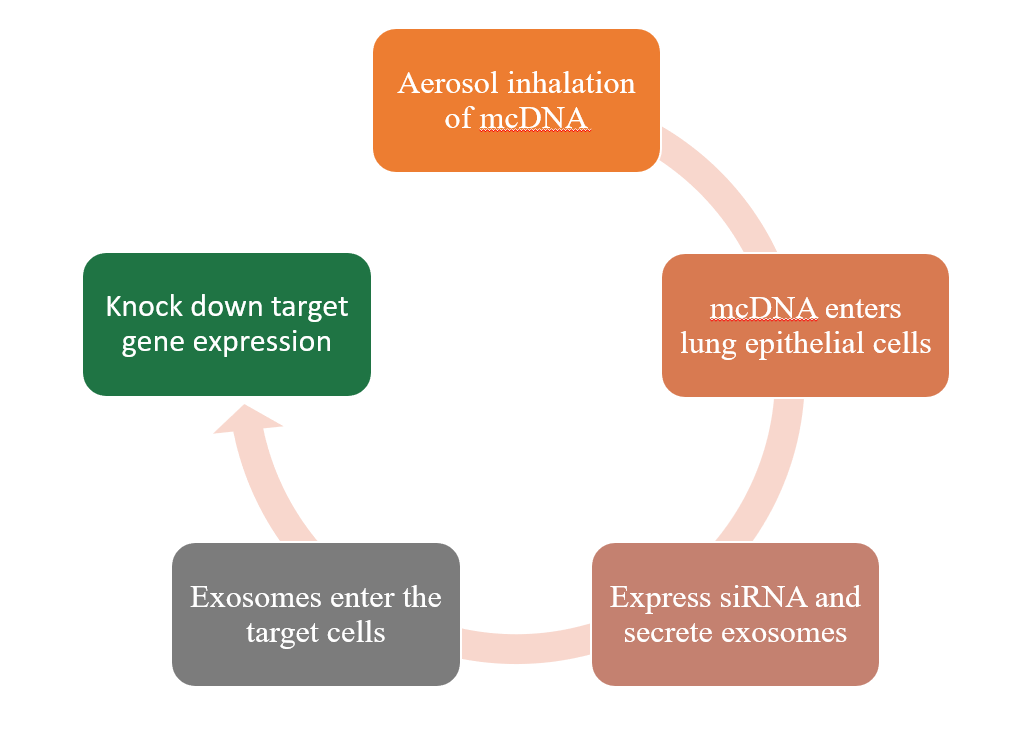 Aerosol inhalation
of mcDNA
mcDNA enters
lung epithelial cells
Express siRNA and
secrete exosomes
Exosomes enter the
target cells
Knock down target
gene expression